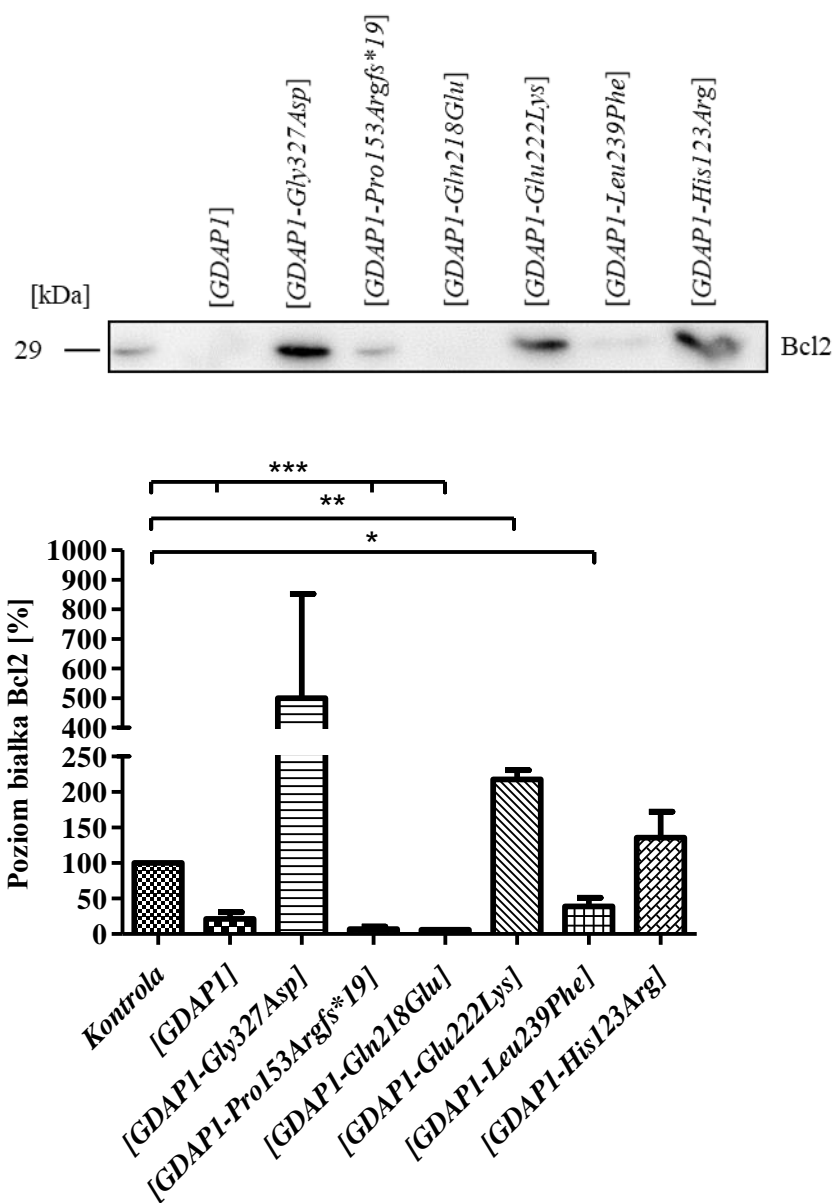 [GDAP1]
[GDAP1-Gly327Asp]
[GDAP1-Pro153Argfs*19]
[GDAP1-Gln218Glu]
[GDAP1-Glu222Lys]
[GDAP1-Leu239Phe]
[GDAP1-His123Arg]
[kDa]
29
Bcl2
***
**
*
Poziom białka Bcl2 [%]
1000
900
800
700
600
500
400
250
200
150
100
50
0
Kontrola
[GDAP1]
[GDAP1-Gly327Asp]
[GDAP1-Pro153Argfs*19]
[GDAP1-Gln218Glu]
[GDAP1-Glu222Lys]
[GDAP1-Leu239Phe]
[GDAP1-His123Arg]